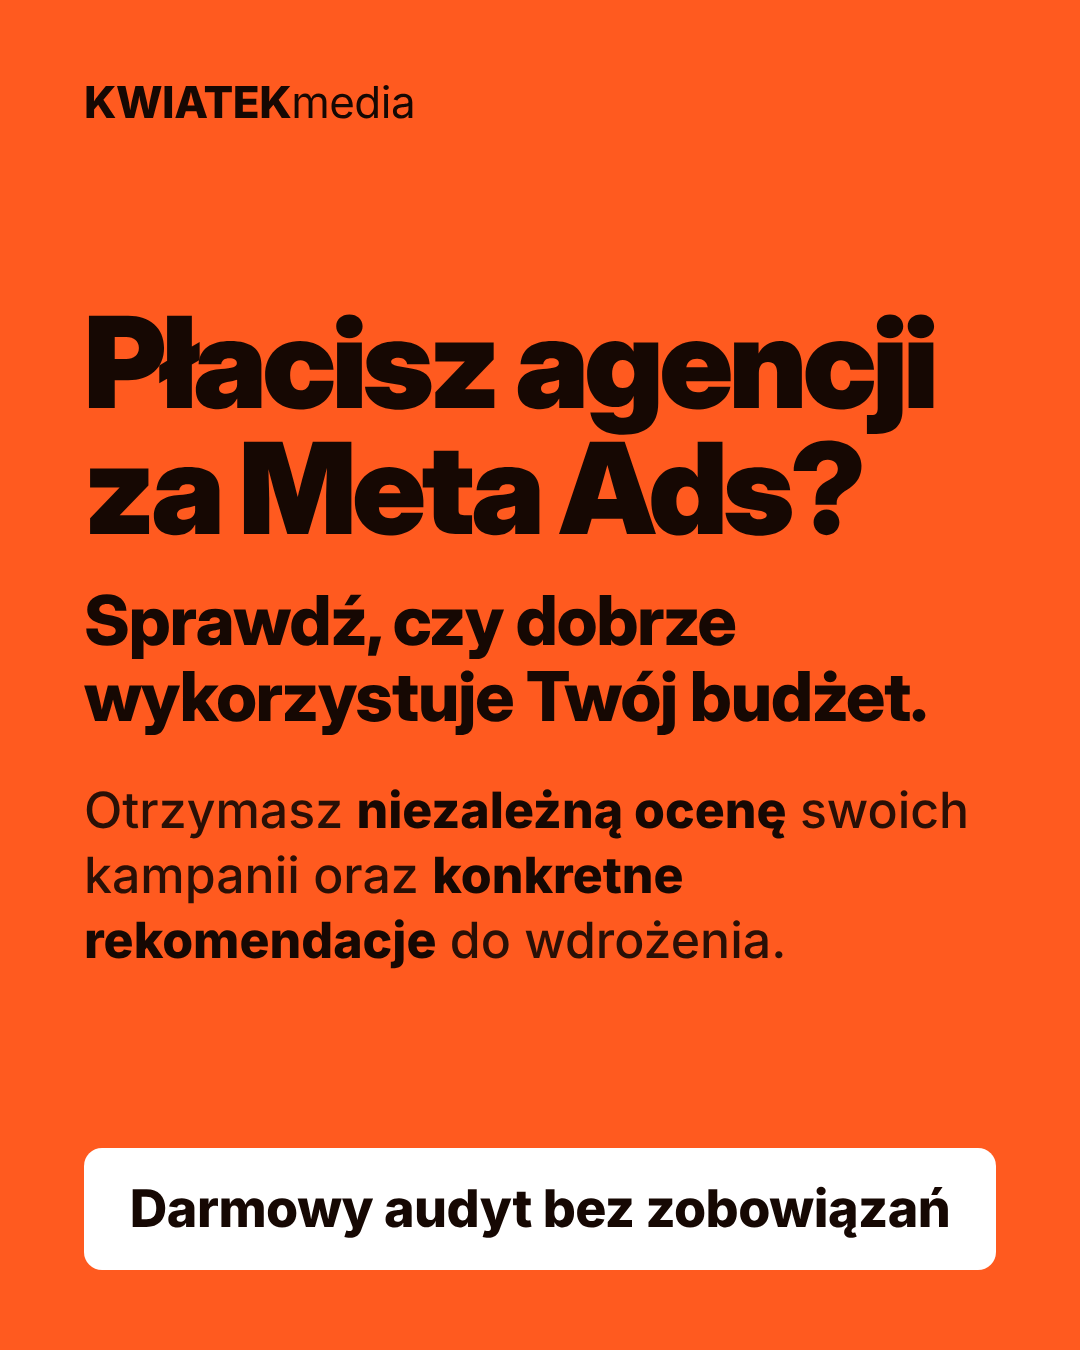 KWIATEKmedia
Płacisz agencji
za Meta Ads?
Sprawdź, czy dobrze
wykorzystuje Twój budżet.
Otrzymasz niezależną ocenę swoich
kampanii oraz konkretne
rekomendacje do wdrożenia.
Darmowy audyt bez zobowiązań